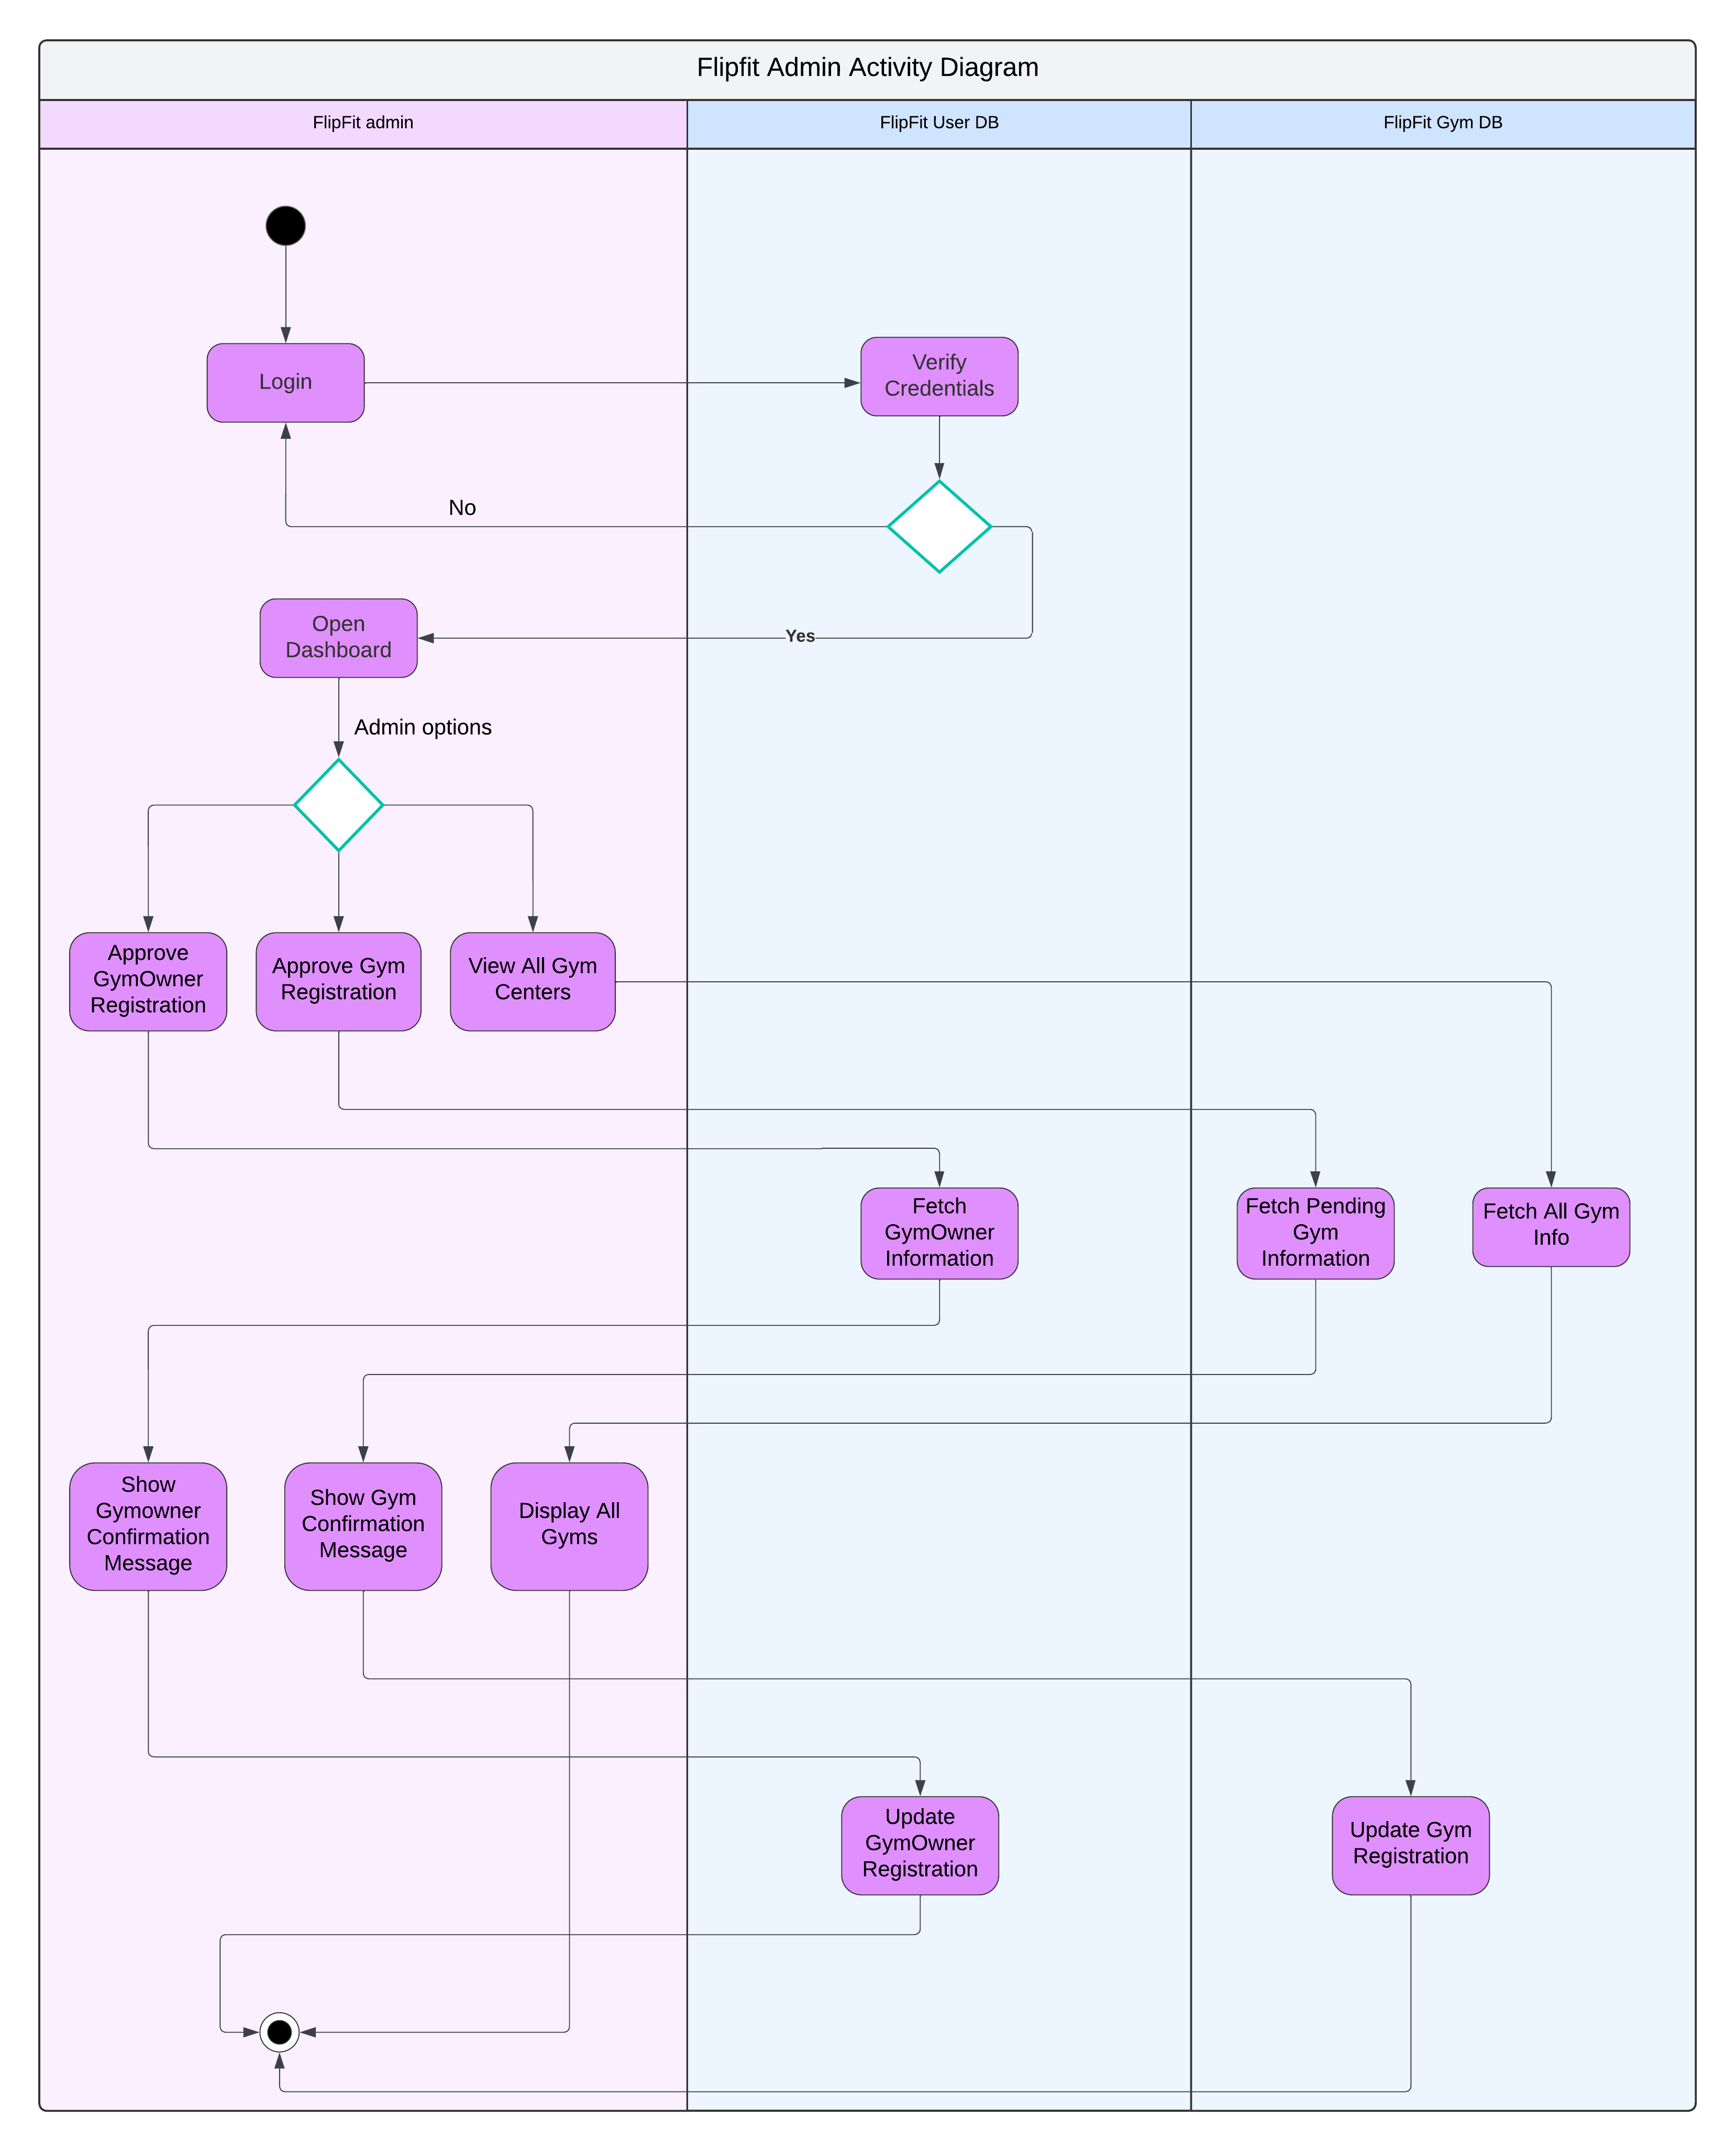 Flipfit Admin Activity Diagram
FlipFit admin
FlipFit User DB
FlipFit Gym DB
Login
Verify
Credentials
No
Open
Dashboard
Yes
Admin options
Approve
GymOwner
Registration
Approve Gym
Registration
View All Gym
Centers
Fetch
GymOwner
Information
Fetch Pending
Gym
Information
Fetch All Gym
Info
Show
Gymowner
Confirmation
Message
Show Gym
Confirmation
Message
Display All
Gyms
Update
GymOwner
Registration
Update Gym
Registration